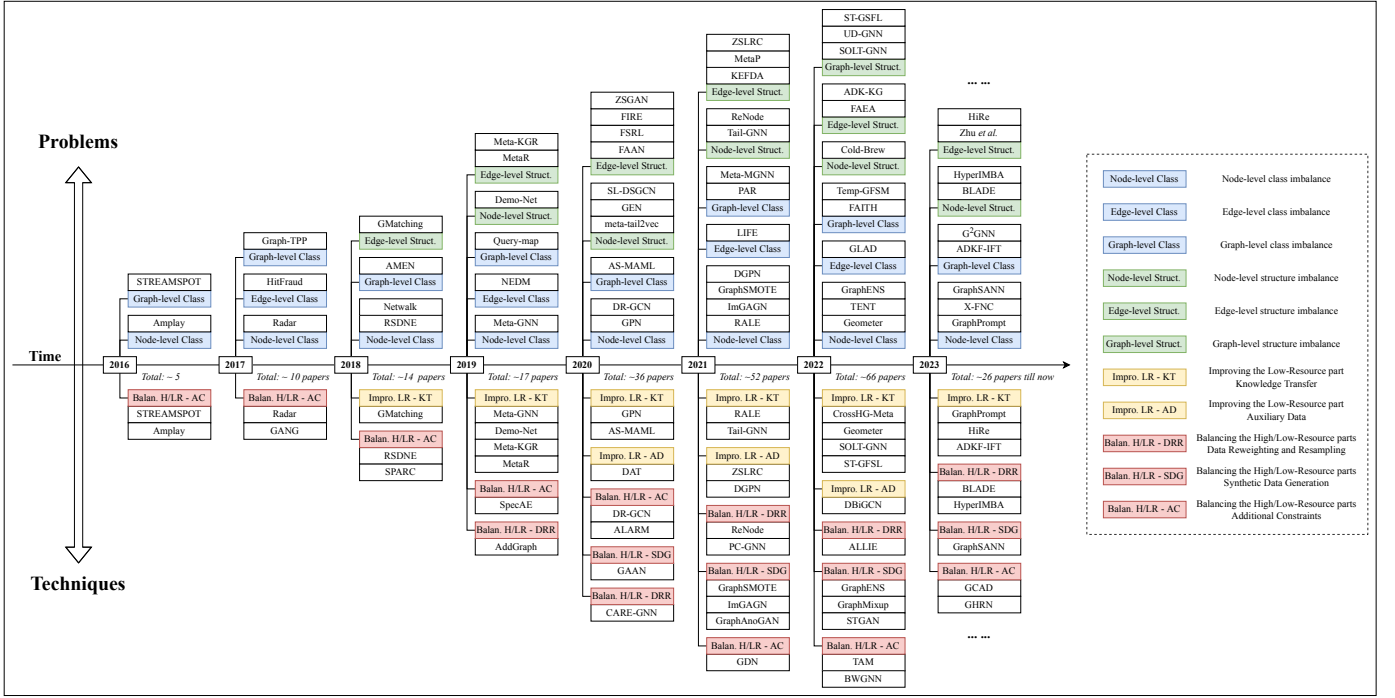 Problems
Time
Techniques
STREAMSPOT
Graph-level Class
Amplay
Node-level Class
2016
Total: ~ 5
Balan. H/LR - AC
STREAMSPOT
Amplay
Graph-TPP
Graph-level Class
HitFraud
Edge-level Class
Radar
Node-level Class
2017
Total: ~ 10 papers
Balan. H/LR - AC
Radar
GANG
GMatching
Edge-level Struct.
AMEN
Graph-level Class
Netwalk
RSDNE
Node-level Class
2018
Total: ~14 papers
Impro. LR - KT
GMatching
Balan. H/LR - AC
RSDNE
SPARC
Meta-KGR
MetaR
Edge-level Struct.
Demo-Net
Node-level Struct.
Query-map
Graph-level Class
NEDM
Edge-level Class
Meta-GNN
Node-level Class
2019
Total: ~17 papers
Impro. LR - KT
Meta-GNN
Demo-Net
Meta-KGR
MetaR
Balan. H/LR - AC
SpecAE
Balan. H/LR - DRR
AddGraph
ZSGAN
FIRE
FSRL
FAAN
Edge-level Struct.
SL-DSGCN
GEN
meta-tail2vec
Node-level Struct.
AS-MAML
Graph-level Class
DR-GCN
GPN
Node-level Class
2020
Total: ~36 papers
Impro. LR - KT
GPN
AS-MAML
Impro. LR - AD
DAT
Balan. H/LR - AC
DR-GCN
ALARM
Balan. H/LR - SDG
GAAN
Balan. H/LR - DRR
CARE-GNN
ZSLRC
MetaP
KEFDA
Edge-level Struct.
ReNode
Tail-GNN
Node-level Struct.
Meta-MGNN
PAR
Graph-level Class
LIFE
Edge-level Class
DGPN
GraphSMOTE
ImGAGN
RALE
Node-level Class
2021
Total: ~52 papers
Impro. LR - KT
RALE
Tail-GNN
Impro. LR - AD
ZSLRC
DGPN
Balan. H/LR - DRR
ReNode
PC-GNN
Balan. H/LR - SDG
GraphSMOTE
ImGAGN
GraphAnoGAN
Balan. H/LR - AC
GDN
ST-GSFL
UD-GNN
SOLT-GNN
Graph-level Struct.
ADK-KG
FAEA
Edge-level Struct.
Cold-Brew
Node-level Struct.
Temp-GFSM
FAITH
Graph-level Class
GLAD
Edge-level Class
GraphENS
TENT
Geometer
Node-level Class
2022
Total: ~66 papers
Impro. LR - KT
CrossHG-Meta
Geometer
SOLT-GNN
ST-GFSL
Impro. LR - AD
DBiGCN
Balan. H/LR - DRR
ALLIE
Balan. H/LR - SDG
GraphENS
GraphMixup
STGAN
Balan. H/LR - AC
TAM
BWGNN
... ...
HiRe
Zhu et al.
Edge-level Struct.
HyperIMBA
BLADE
Node-level Struct.
G²GNN
ADKF-IFT
Graph-level Class
GraphSANN
X-FNC
GraphPrompt
Node-level Class
2023
Total: ~26 papers till now
Impro. LR - KT
GraphPrompt
HiRe
ADKF-IFT
Balan. H/LR - DRR
BLADE
HyperIMBA
Balan. H/LR - SDG
GraphSANN
Balan. H/LR - AC
GCAD
GHRN
... ...
Node-level Class Node-level class imbalance
Edge-level Class Edge-level class imbalance
Graph-level Class Graph-level class imbalance
Node-level Struct. Node-level structure imbalance
Edge-level Struct. Edge-level structure imbalance
Graph-level Struct. Graph-level structure imbalance
Impro. LR - KT Improving the Low-Resource part
Knowledge Transfer
Impro. LR - AD Improving the Low-Resource part
Auxiliary Data
Balan. H/LR - DRR Balancing the High/Low-Resource parts
Data Reweighting and Resampling
Balan. H/LR - SDG Balancing the High/Low-Resource parts
Synthetic Data Generation
Balan. H/LR - AC Balancing the High/Low-Resource parts
Additional Constraints